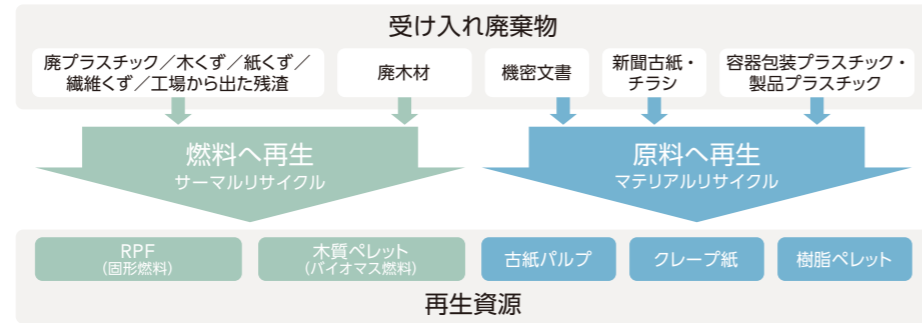 受け入れ廃棄物
廃プラスチック／木くず／紙くず／
繊維くず／工場から出た残渣
廃木材
機密文書
新聞古紙・
チラシ
容器包装プラスチック・
製品プラスチック
燃料へ再生
サーマルリサイクル
原料へ再生
マテリアルリサイクル
RPF
(固形燃料)
木質ペレット
(バイオマス燃料)
古紙パルプ
クレープ紙
樹脂ペレット
再生資源